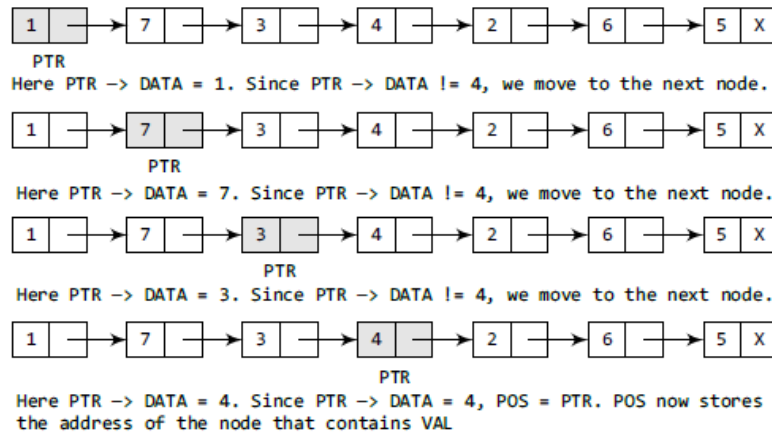 1 7 3 4 2 6 5 X
PTR
Here PTR −> DATA = 1. Since PTR −> DATA != 4, we move to the next node.
1 7 3 4 2 6 5 X
PTR
Here PTR −> DATA = 7. Since PTR −> DATA != 4, we move to the next node.
1 7 3 4 2 6 5 X
PTR
Here PTR −> DATA = 3. Since PTR −> DATA != 4, we move to the next node.
1 7 3 4 2 6 5 X
PTR
Here PTR −> DATA = 4. Since PTR −> DATA = 4, POS = PTR. POS now stores
the address of the node that contains VAL